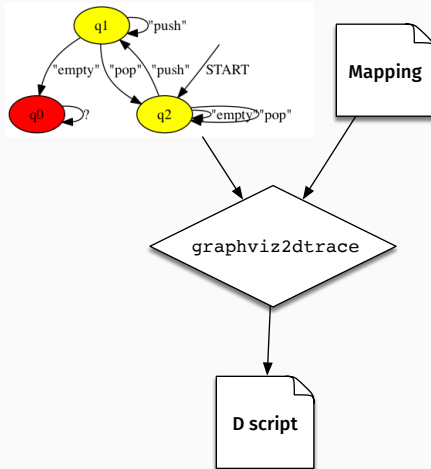 q1
"push"
"empty"
"pop"
"push"
START
q0
?
q2
"empty"
"pop"
Mapping
graphviz2dtrace
D script